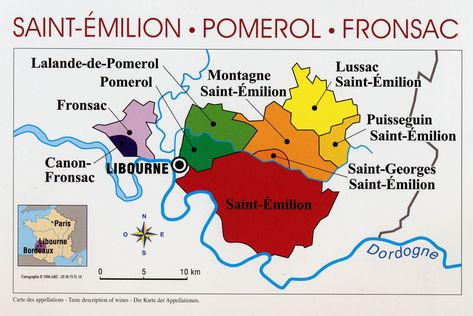 SAINT-ÉMILION • POMEROL • FRONSAC
Lalande-de-Pomerol
Pomerol
Fronsac
Canon-
Fronsac
LIBOURNE
Montagne
Saint-Émilion
Lussac
Saint-Émilion
Puisseguin
Saint-Émilion
Saint-Georges
Saint-Émilion
Saint-Émilion
Dordogne
N
O
E
S
Paris
Libourne
Bordeaux
0 5 10 km
Carte des appellations - Taste description of wines - Die Karte der Appellationen.